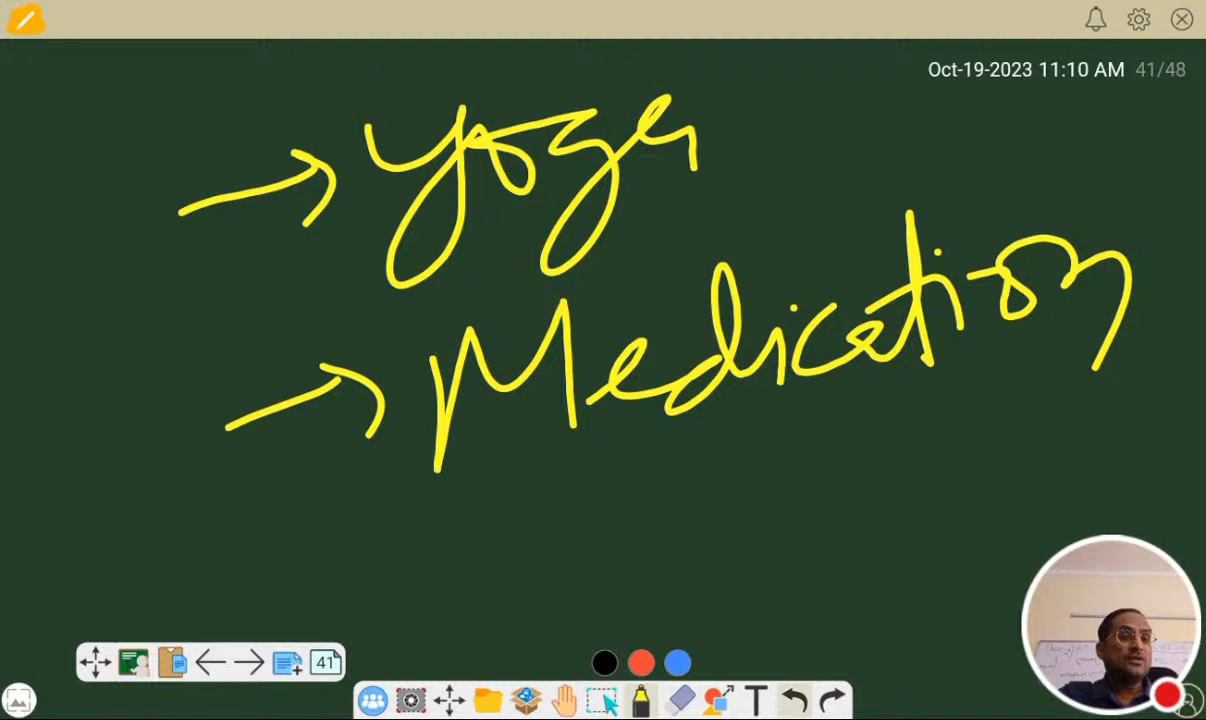 Oct-19-2023 11:10 AM 41/48
→ Yoga
→ Medication
41
T